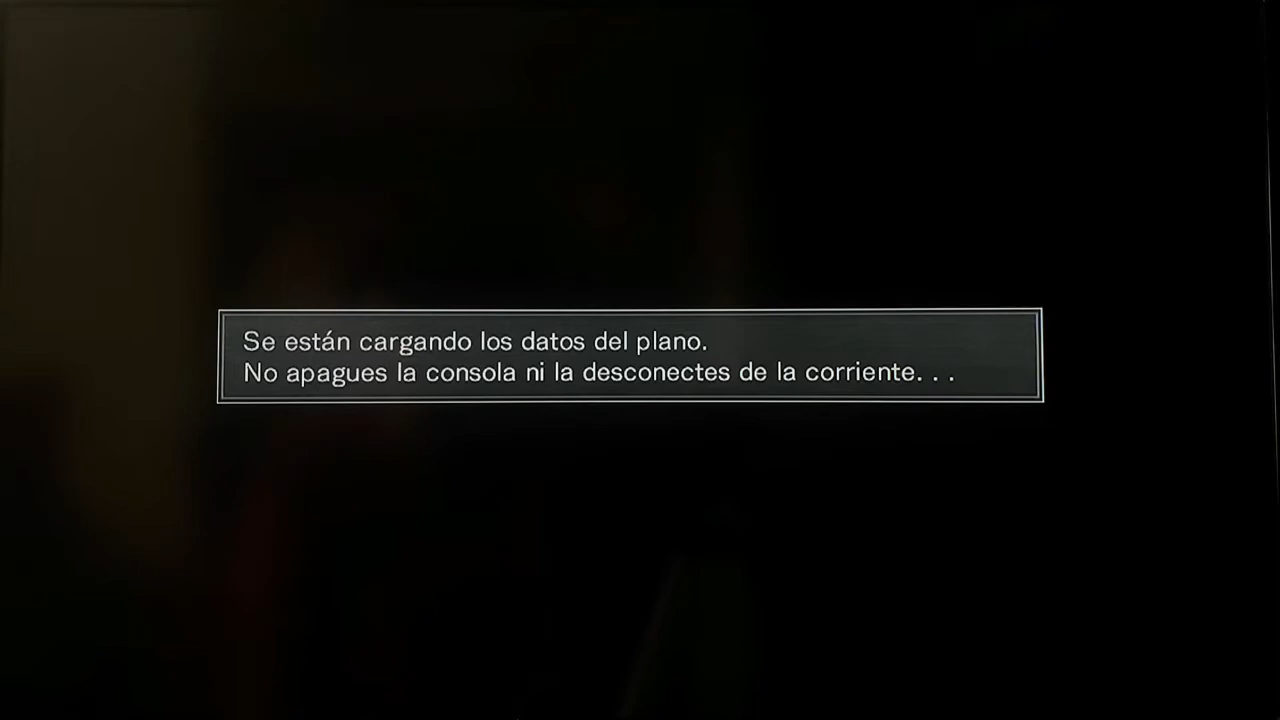 Se están cargando los datos del plano.
No apagues la consola ni la desconectes de la corriente. . .